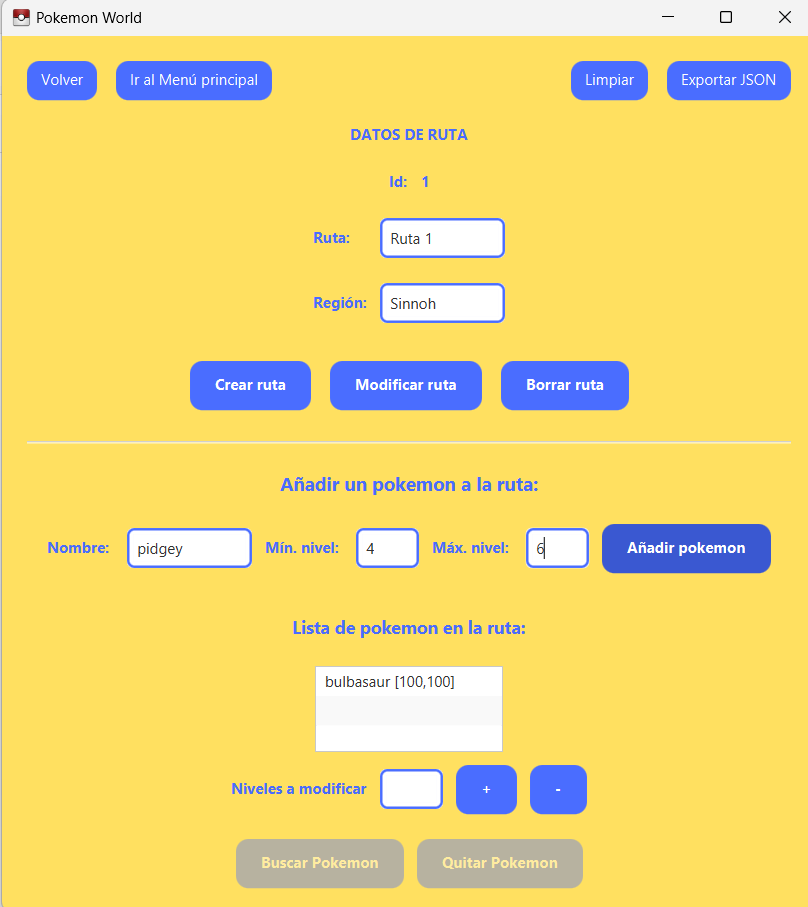 Pokemon World
Volver Ir al Menú principal Limpiar Exportar JSON
DATOS DE RUTA
Id: 1
Ruta: Ruta 1
Región: Sinnoh
Crear ruta Modificar ruta Borrar ruta
Añadir un pokemon a la ruta:
Nombre: pidgey Mín. nivel: 4 Máx. nivel: 6 Añadir pokemon
Lista de pokemon en la ruta:
bulbasaur [100,100]
Niveles a modificar + -
Buscar Pokemon Quitar Pokemon